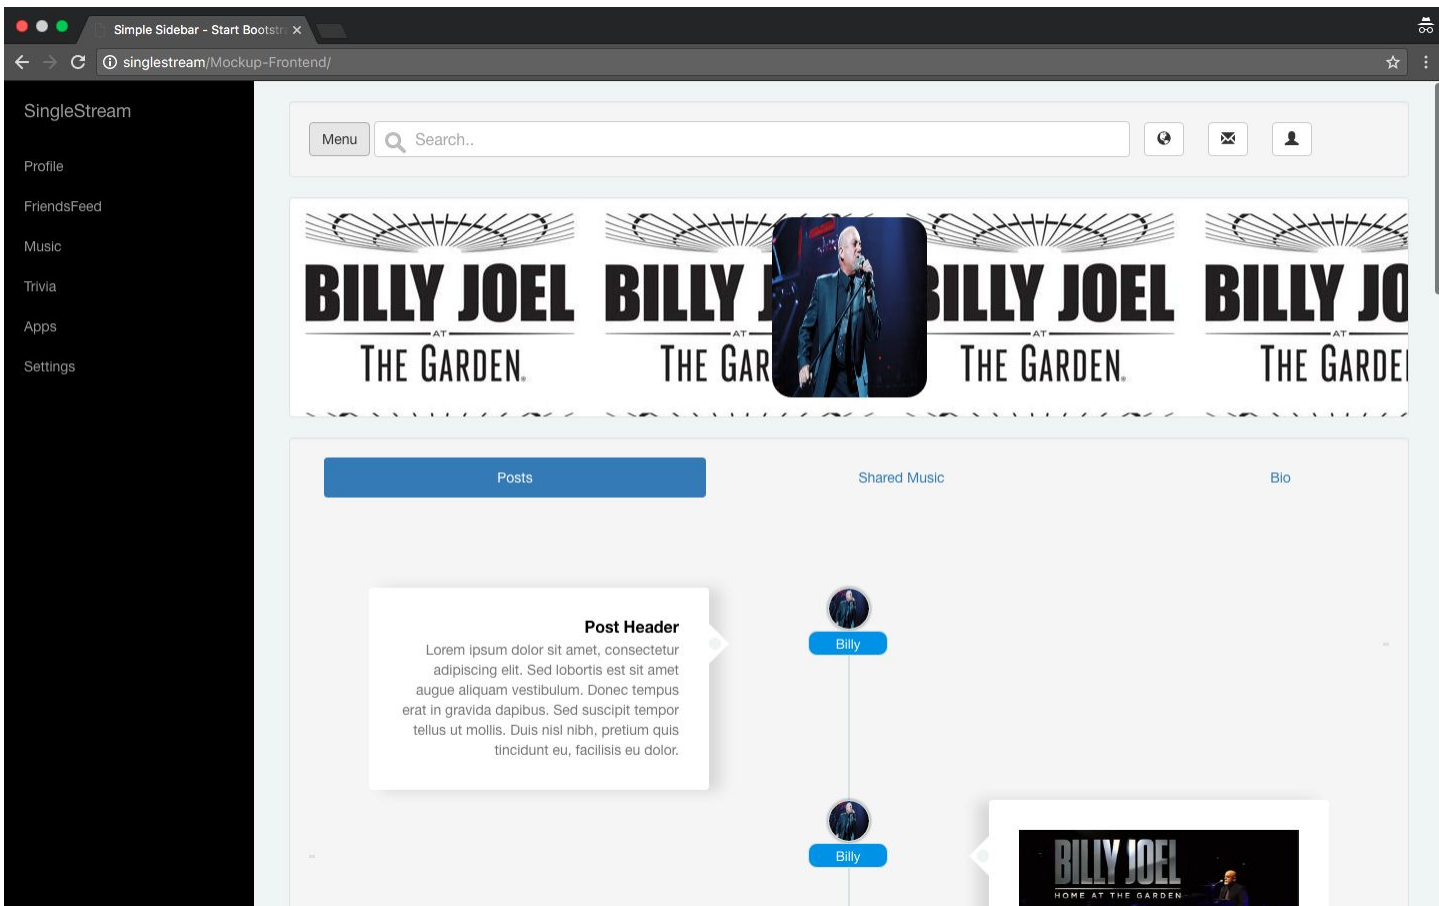 Simple Sidebar - Start Bootstr
singlestream/Mockup-Frontend/
SingleStream
Profile
FriendsFeed
Music
Trivia
Apps
Settings
Menu
Search..
BILLY JOEL
AT
THE GARDEN
BILLY J
AT
THE GAR
BILLY JOEL
AT
THE GARDEN
BILLY JO
AT
THE GARDE
Posts
Shared Music
Bio
Post Header
Lorem ipsum dolor sit amet, consectetur
adipiscing elit. Sed lobortis est sit amet
augue aliquam vestibulum. Donec tempus
erat in gravida dapibus. Sed suscipit tempor
tellus ut mollis. Duis nisl nibh, pretium quis
tincidunt eu, facilisis eu dolor.
Billy
Billy
BILLY JOEL
HOME AT THE GARDEN